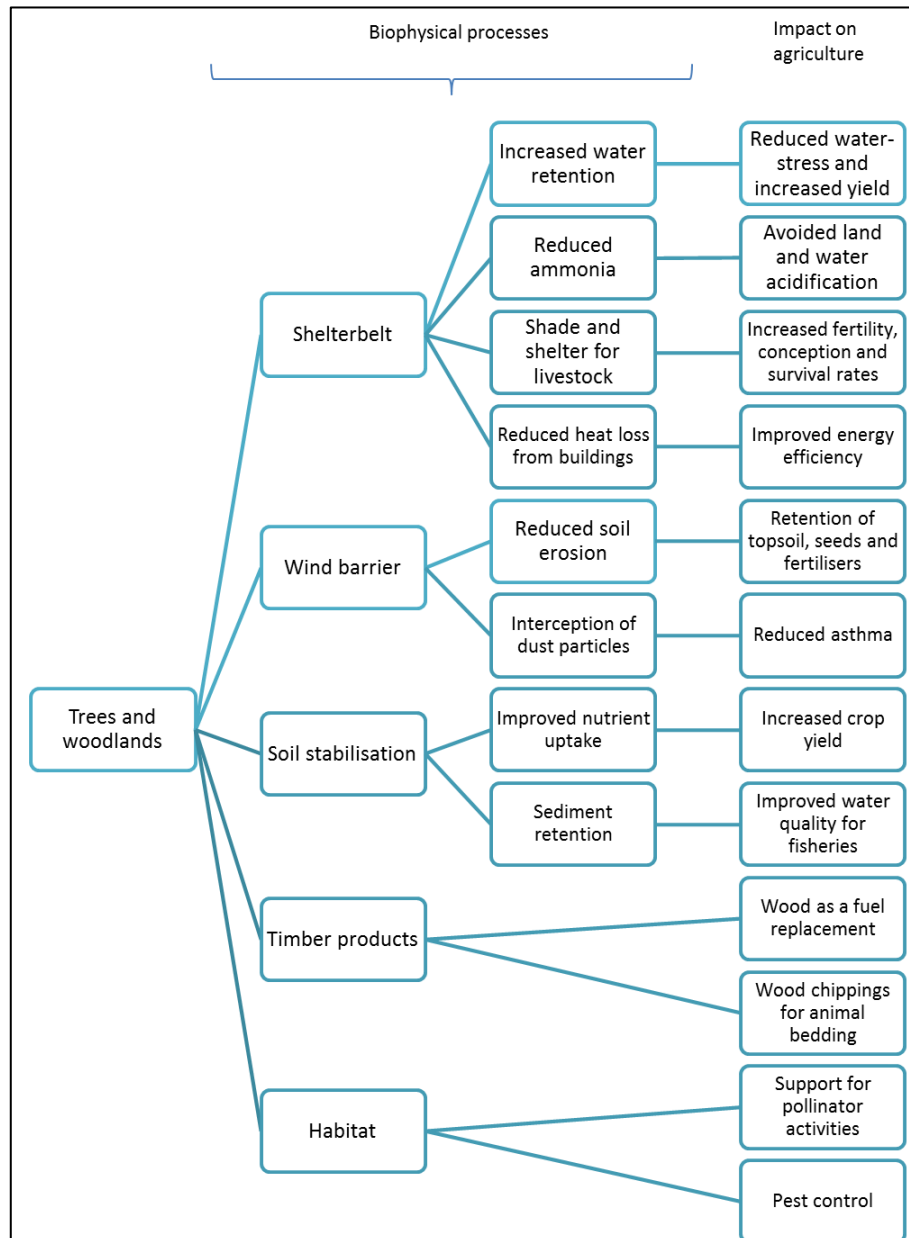 Biophysical processes
Impact on
agriculture
Increased water
retention
Reduced water-
stress and
increased yield
Reduced
ammonia
Avoided land
and water
acidification
Shelterbelt
Shade and
shelter for
livestock
Increased fertility,
conception and
survival rates
Reduced heat loss
from buildings
Improved energy
efficiency
Wind barrier
Reduced soil
erosion
Retention of
topsoil, seeds and
fertilisers
Interception of
dust particles
Reduced asthma
Trees and
woodlands
Soil stabilisation
Improved nutrient
uptake
Increased crop
yield
Sediment
retention
Improved water
quality for
fisheries
Timber products
Wood as a fuel
replacement
Wood chippings
for animal
bedding
Habitat
Support for
pollinator
activities
Pest control